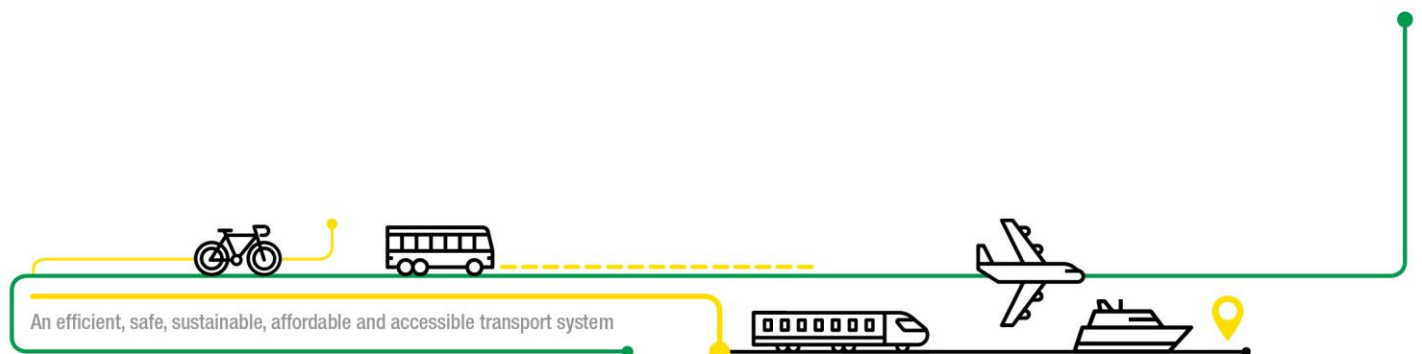 An efficient, safe, sustainable, affordable and accessible transport system